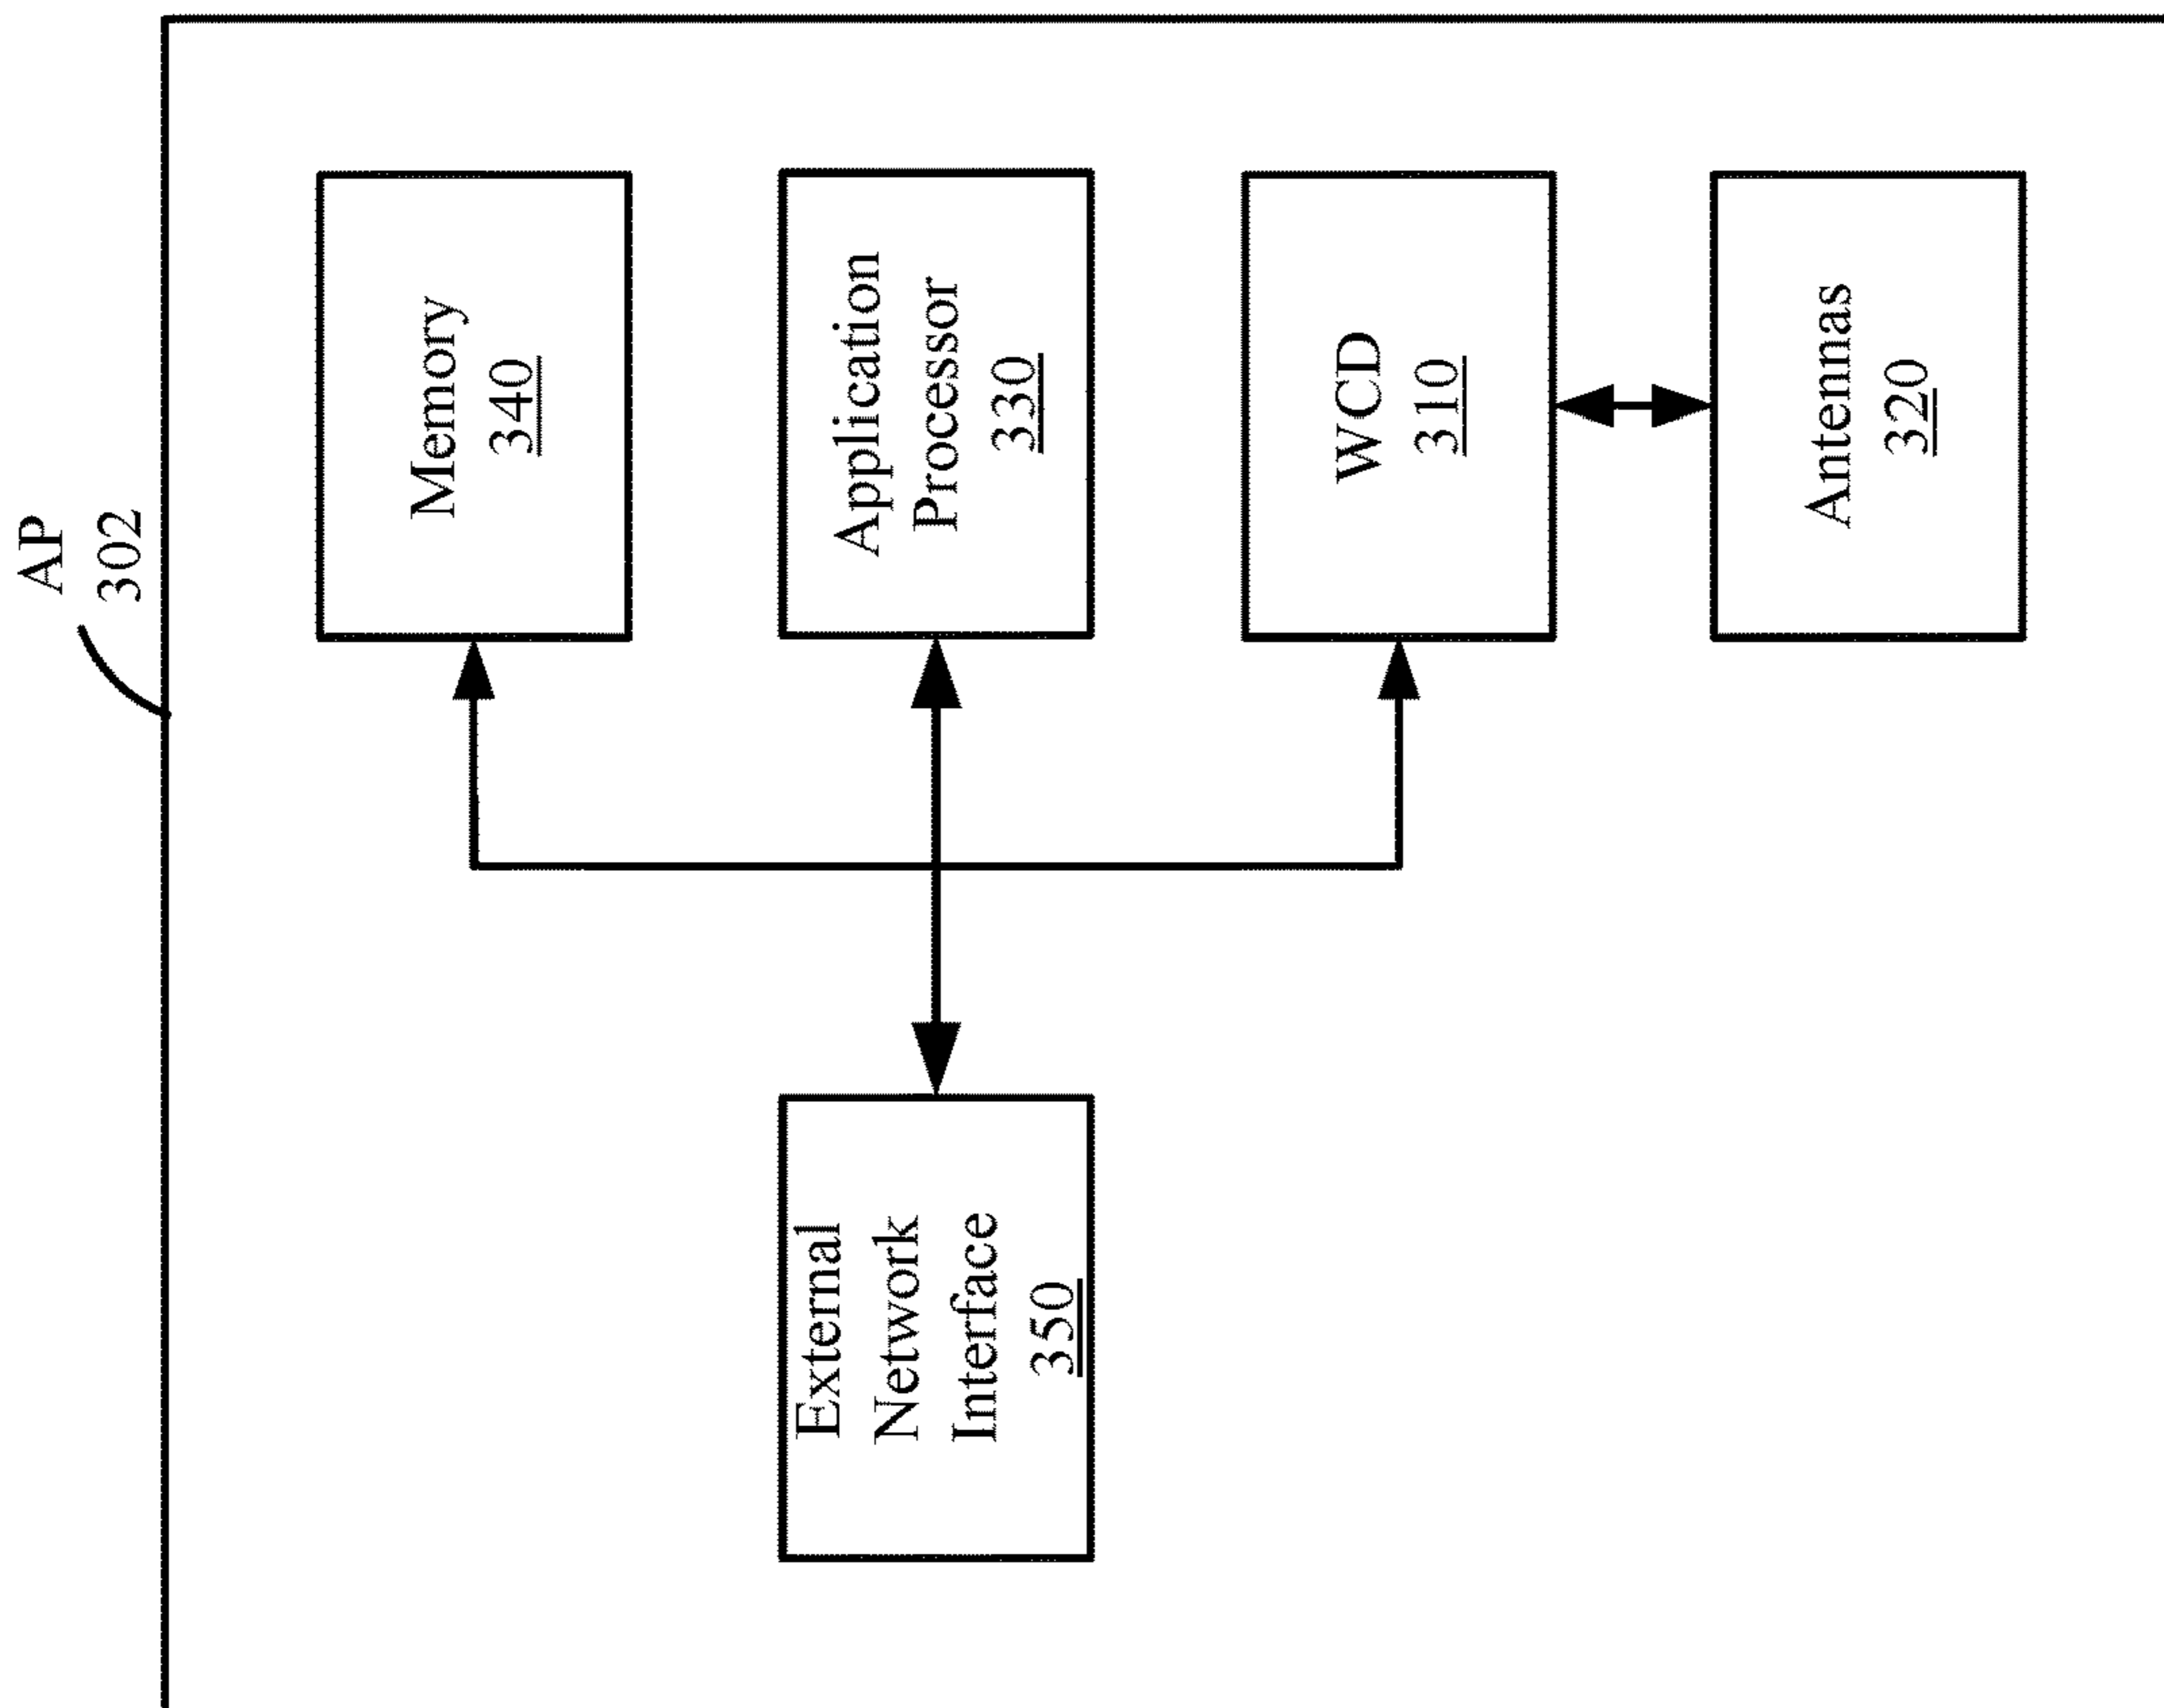 AP
302
Memory
340
Application
Processor
330
WCD
310
Antennas
320
External
Network
Interface
350